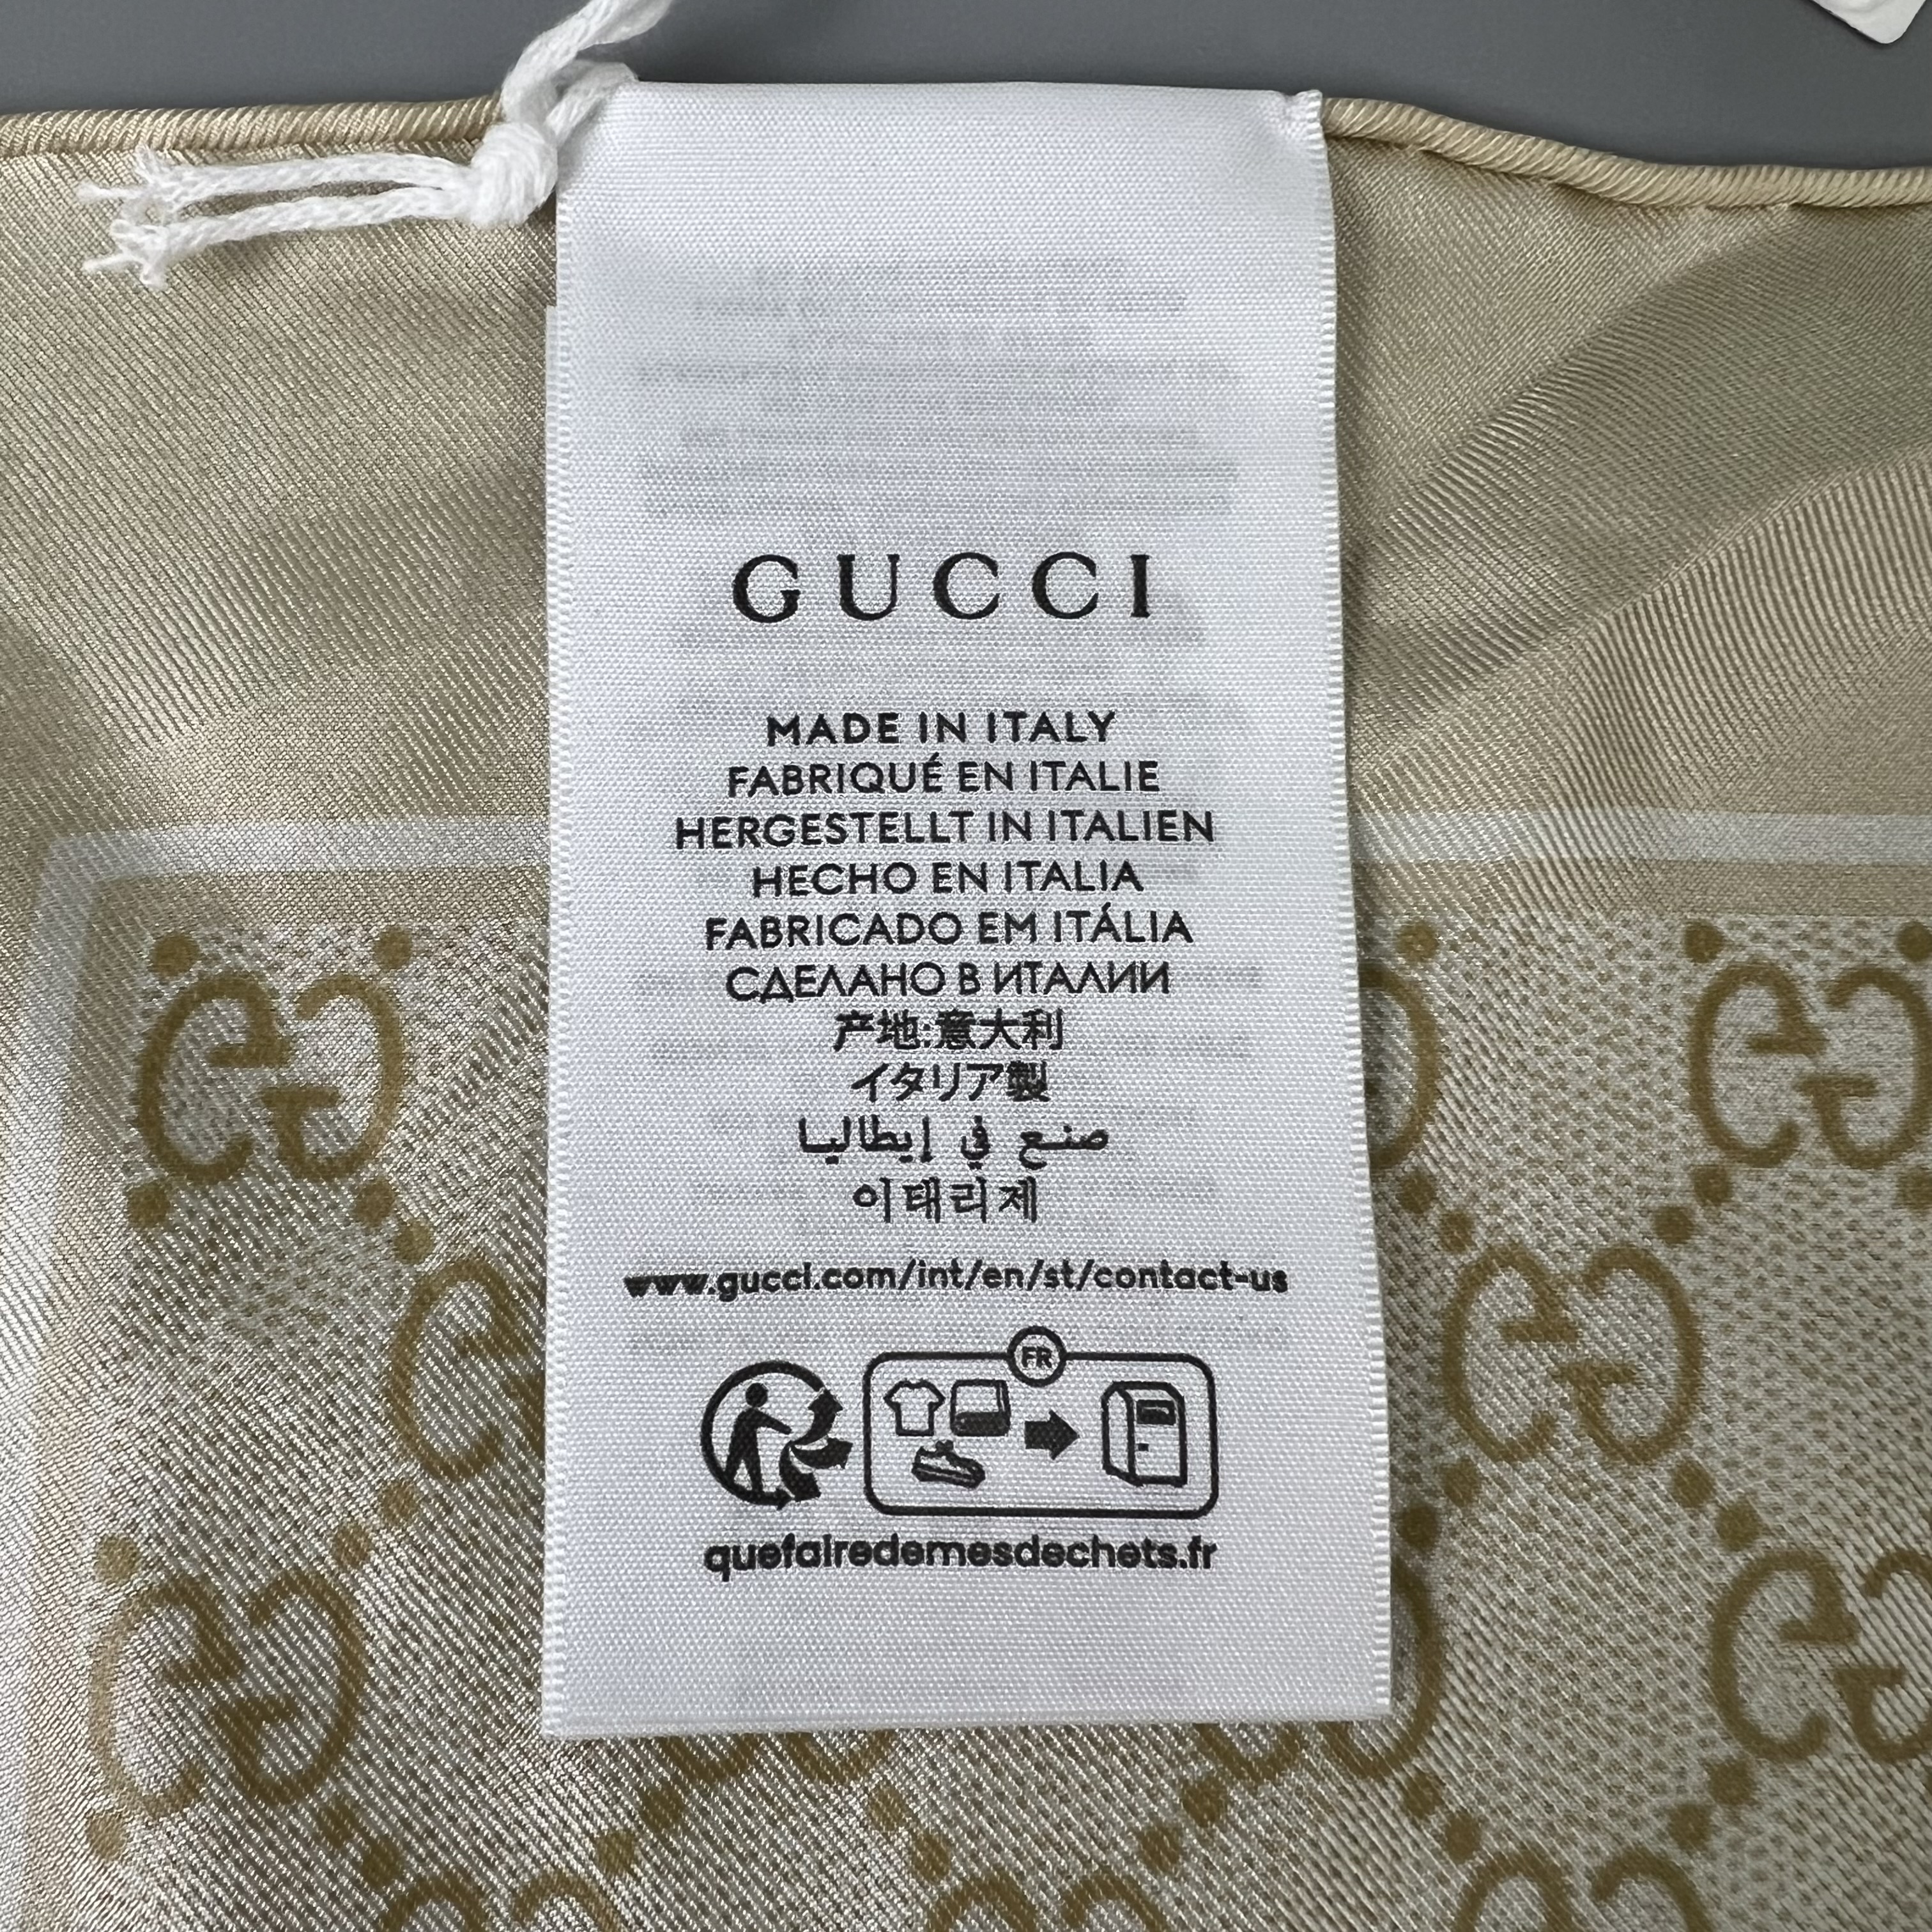 GUCCI
MADE IN ITALY
FABRIQUÉ EN ITALIE
HERGESTELLT IN ITALIEN
HECHO EN ITALIA
FABRICADO EM ITÁLIA
СДЕЛАНО В ИТАЛИИ
产地:意大利
イタリア製
صنع في إيطاليا
이태리제
www.gucci.com/int/en/st/contact-us
FR
quefairedemesdechets.fr